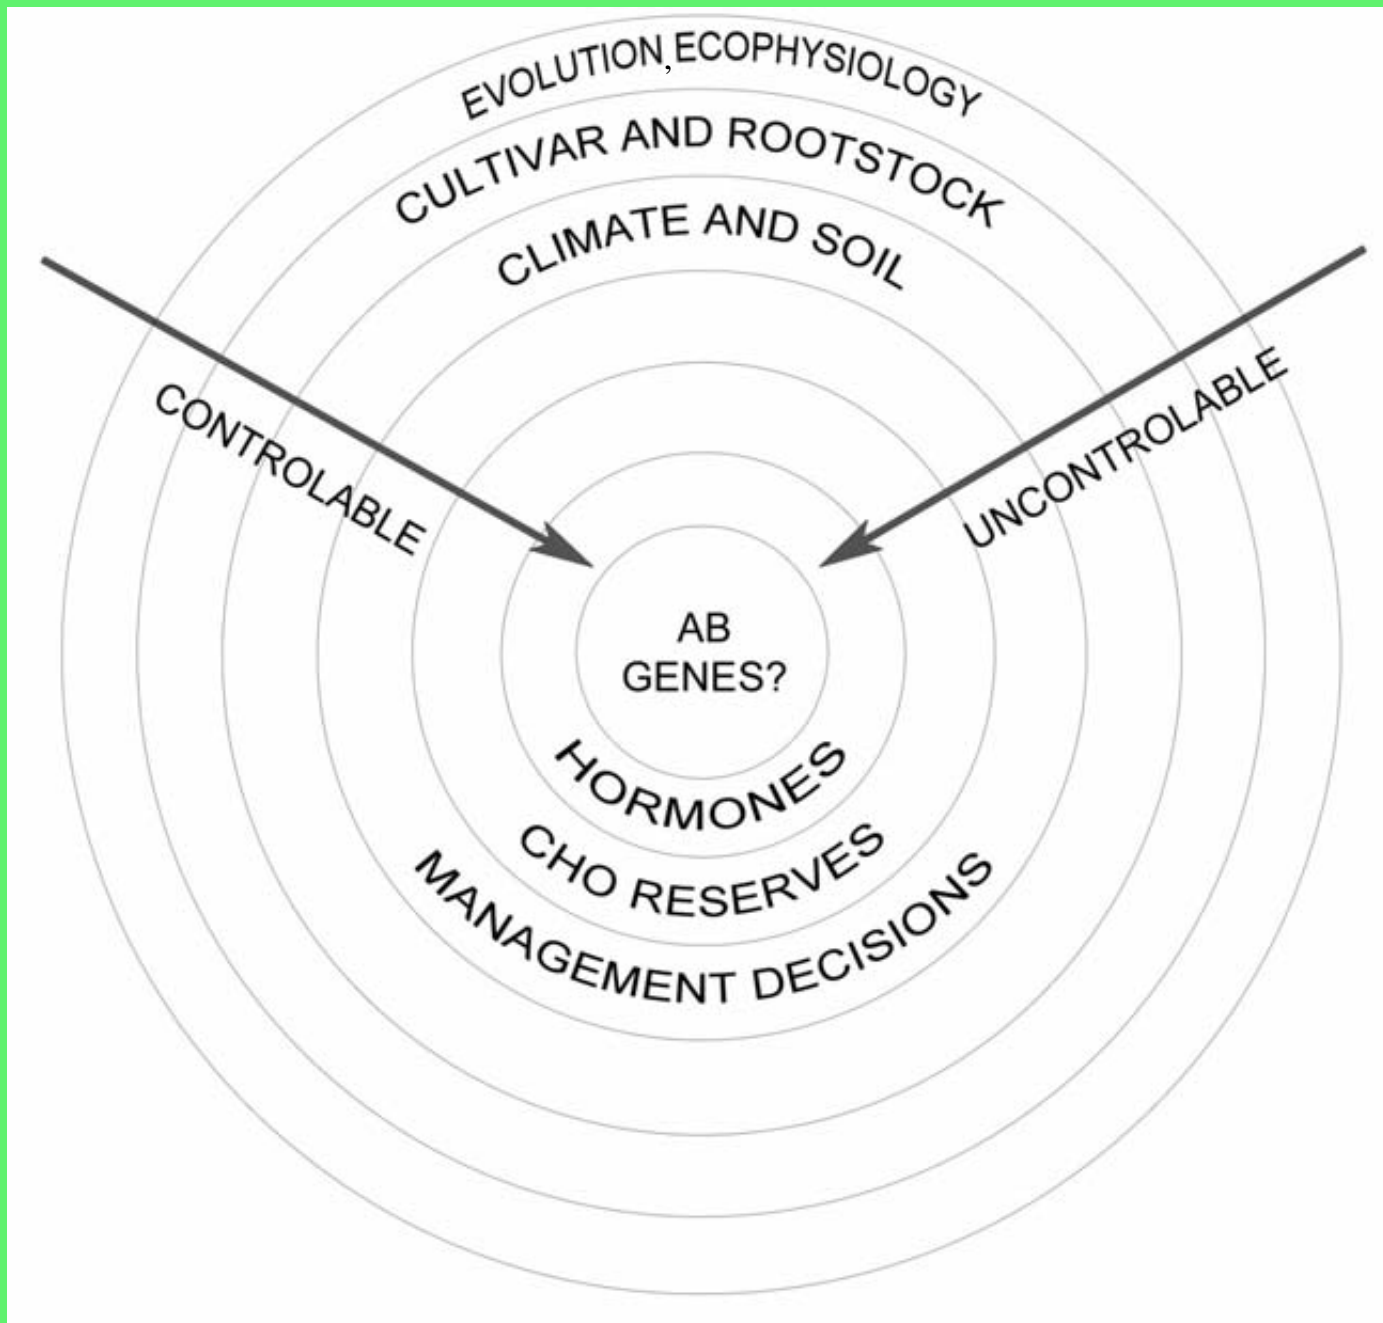 EVOLUTION, ECOPHYSIOLOGY
CULTIVAR AND ROOTSTOCK
CLIMATE AND SOIL
CONTROLABLE
UNCONTROLABLE
AB
GENES?
HORMONES
CHO RESERVES
MANAGEMENT DECISIONS